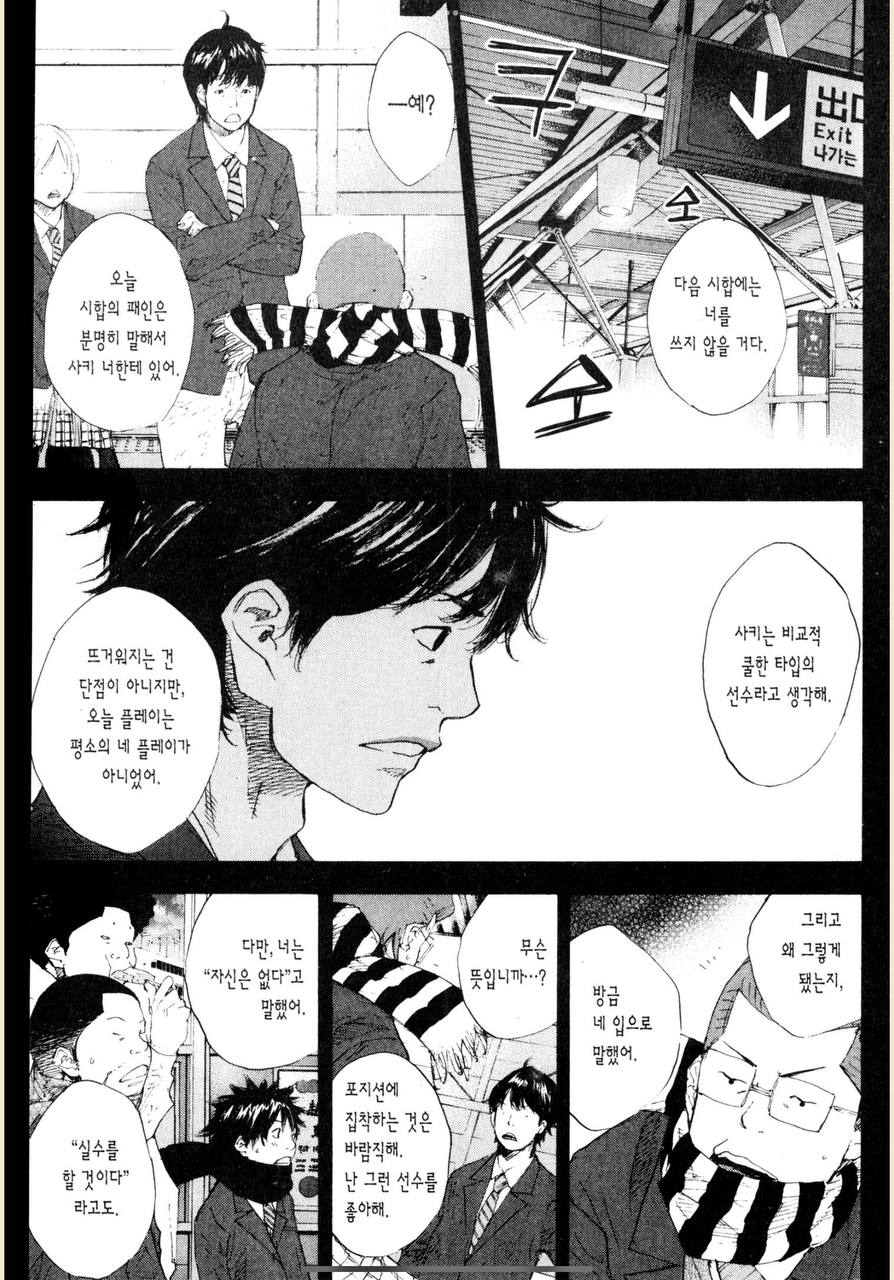 出
Exit
나가는
오
오
다음 시합에는
너를
쓰지 않을 거다.
──예?
오늘
시합의 패인은
분명히 말해서
사키 너한테 있어.
사키는 비교적
쿨한 타입의
선수라고 생각해.
뜨거워지는 건
단점이 아니지만,
오늘 플레이는
평소의 네 플레이가
아니었어.
그리고
왜 그렇게
됐는지,
방금
네 입으로
말했어.
무슨
뜻입니까…?
포지션에
집착하는 것은
바람직해.
난 그런 선수를
좋아해.
다만, 너는
“자신은 없다”고
말했어.
“실수를
할 것이다”
라고도.